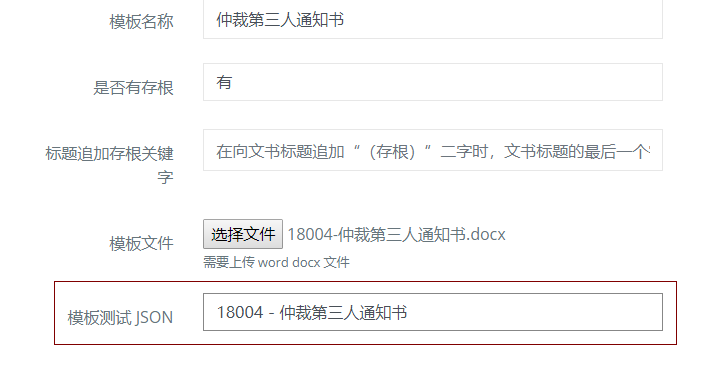 模板名称
仲裁第三人通知书
是否有存根
有
标题追加存根关键
字
在向文书标题追加“（存根）”二字时，文书标题的最后一个
模板文件
选择文件 18004-仲裁第三人通知书.docx
需要上传 word docx 文件
模板测试 JSON
18004 - 仲裁第三人通知书